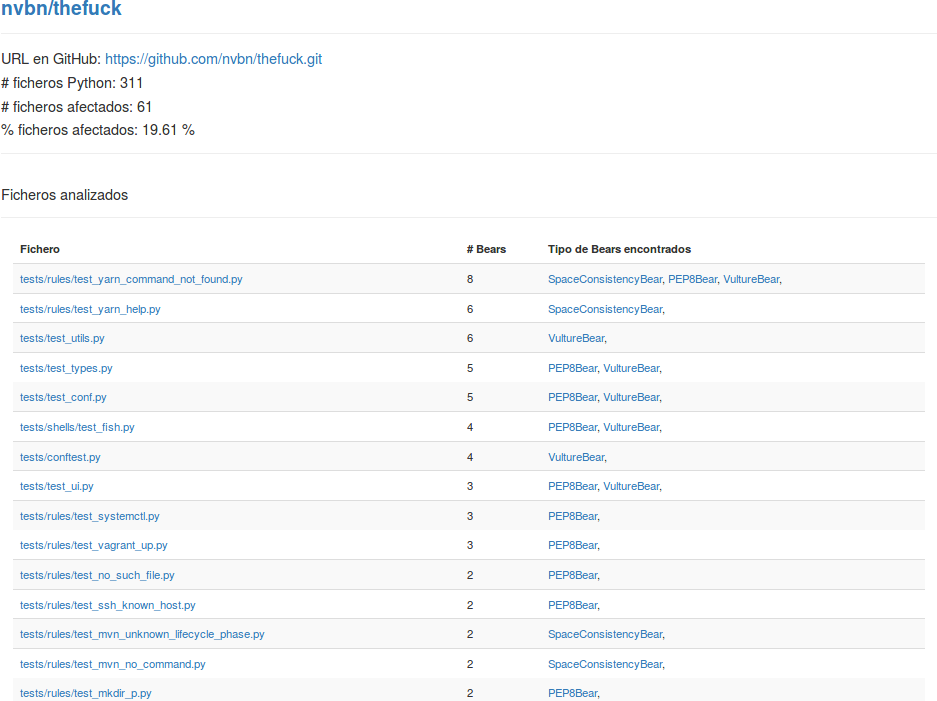 nvbn/thefuck
URL en GitHub: https://github.com/nvbn/thefuck.git
# ficheros Python: 311
# ficheros afectados: 61
% ficheros afectados: 19.61 %
Ficheros analizados
Fichero # Bears Tipo de Bears encontrados
tests/rules/test_yarn_command_not_found.py 8 SpaceConsistencyBear, PEP8Bear, VultureBear,
tests/rules/test_yarn_help.py 6 SpaceConsistencyBear,
tests/test_utils.py 6 VultureBear,
tests/test_types.py 5 PEP8Bear, VultureBear,
tests/test_conf.py 5 PEP8Bear, VultureBear,
tests/shells/test_fish.py 4 PEP8Bear, VultureBear,
tests/conftest.py 4 VultureBear,
tests/test_ui.py 3 PEP8Bear, VultureBear,
tests/rules/test_systemctl.py 3 PEP8Bear,
tests/rules/test_vagrant_up.py 3 PEP8Bear,
tests/rules/test_no_such_file.py 2 PEP8Bear,
tests/rules/test_ssh_known_host.py 2 PEP8Bear,
tests/rules/test_mvn_unknown_lifecycle_phase.py 2 SpaceConsistencyBear,
tests/rules/test_mvn_no_command.py 2 SpaceConsistencyBear,
tests/rules/test_mkdir_p.py 2 PEP8Bear,